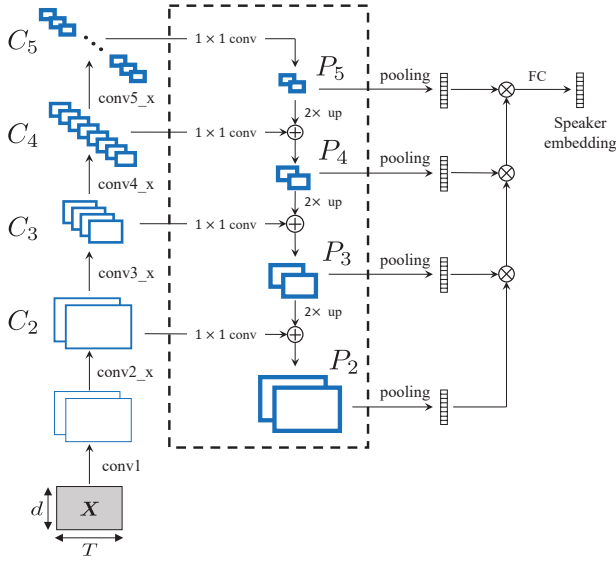 C₅
1 × 1 conv
P₅
pooling
FC
conv5_x
2× up
Speaker
embedding
C₄
1 × 1 conv
P₄
pooling
conv4_x
2× up
C₃
1 × 1 conv
P₃
pooling
conv3_x
2× up
C₂
1 × 1 conv
P₂
pooling
conv2_x
conv1
d
X
T